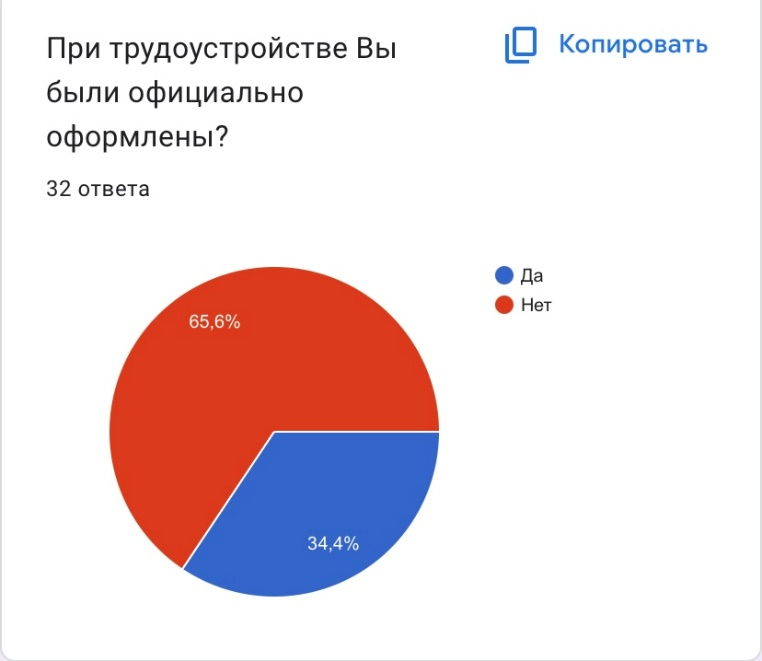 При трудоустройстве Вы
были официально
оформлены?
Копировать
32 ответа
Да
Нет
65,6%
34,4%